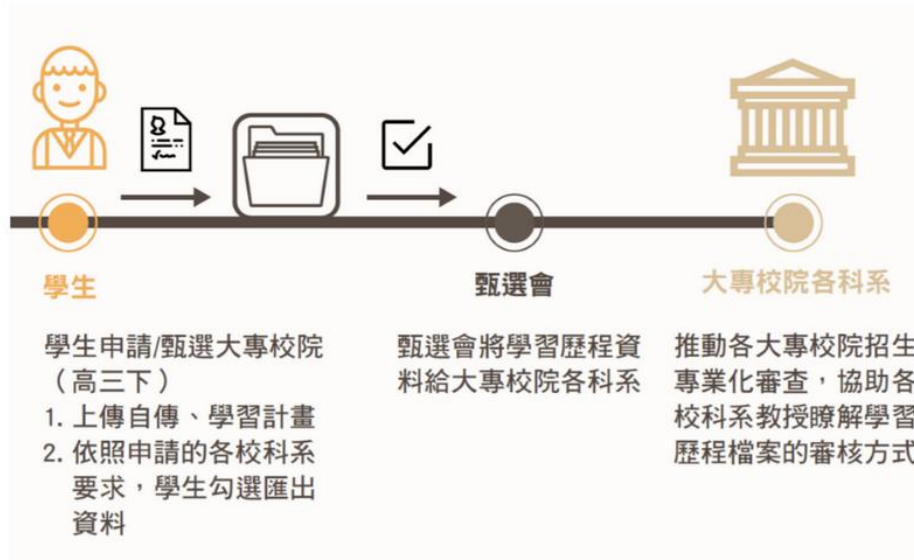 學生
甄選會
大專校院各科系
學生申請/甄選大專校院
（高三下）
1. 上傳自傳、學習計畫
2. 依照申請的各校科系
要求，學生勾選匯出
資料
甄選會將學習歷程資
料給大專校院各科系
推動各大專校院招生
專業化審查，協助各
校科系教授瞭解學習
歷程檔案的審核方式